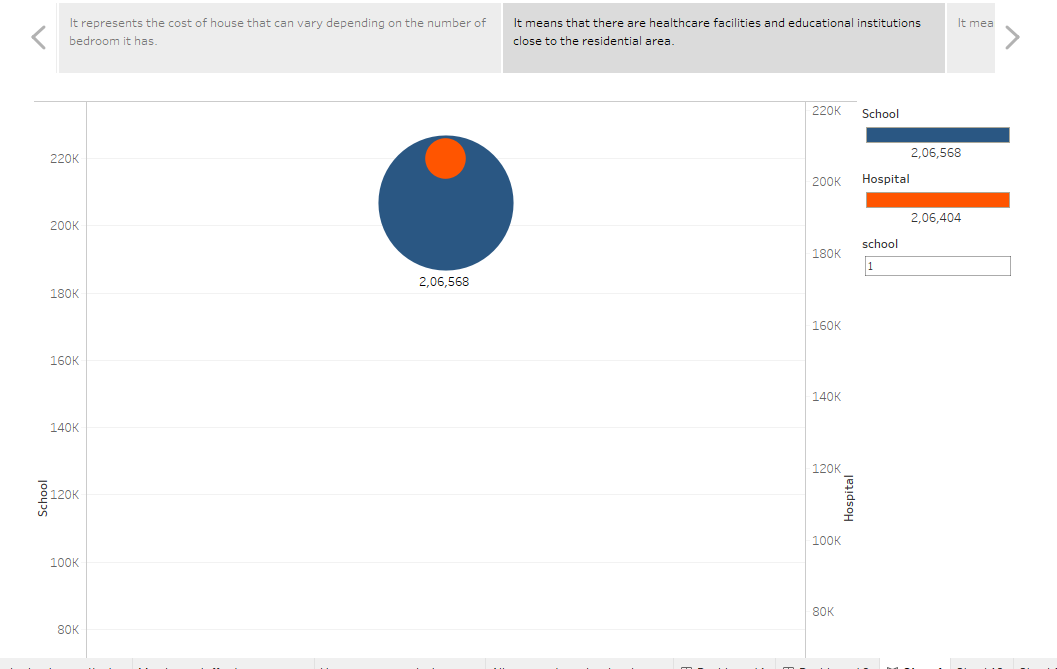 It represents the cost of house that can vary depending on the number of
bedroom it has.
It means that there are healthcare facilities and educational institutions
close to the residential area.
It mea
220K
200K
180K
160K
140K
120K
100K
80K
School
2,06,568
220K
200K
180K
160K
140K
120K
100K
80K
Hospital
School
2,06,568
Hospital
2,06,404
school
1